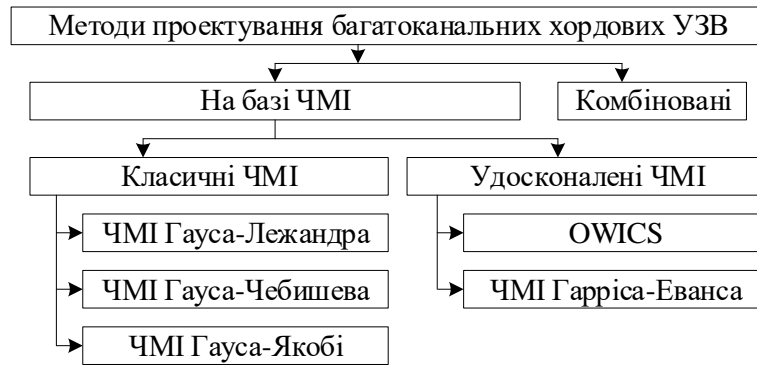 Методи проектування багатоканальних хордових УЗВ
На базі ЧМІ
Комбіновані
Класичні ЧМІ
Удосконалені ЧМІ
ЧМІ Гауса-Лежандра
OWICS
ЧМІ Гауса-Чебишева
ЧМІ Гарріса-Еванса
ЧМІ Гауса-Якобі